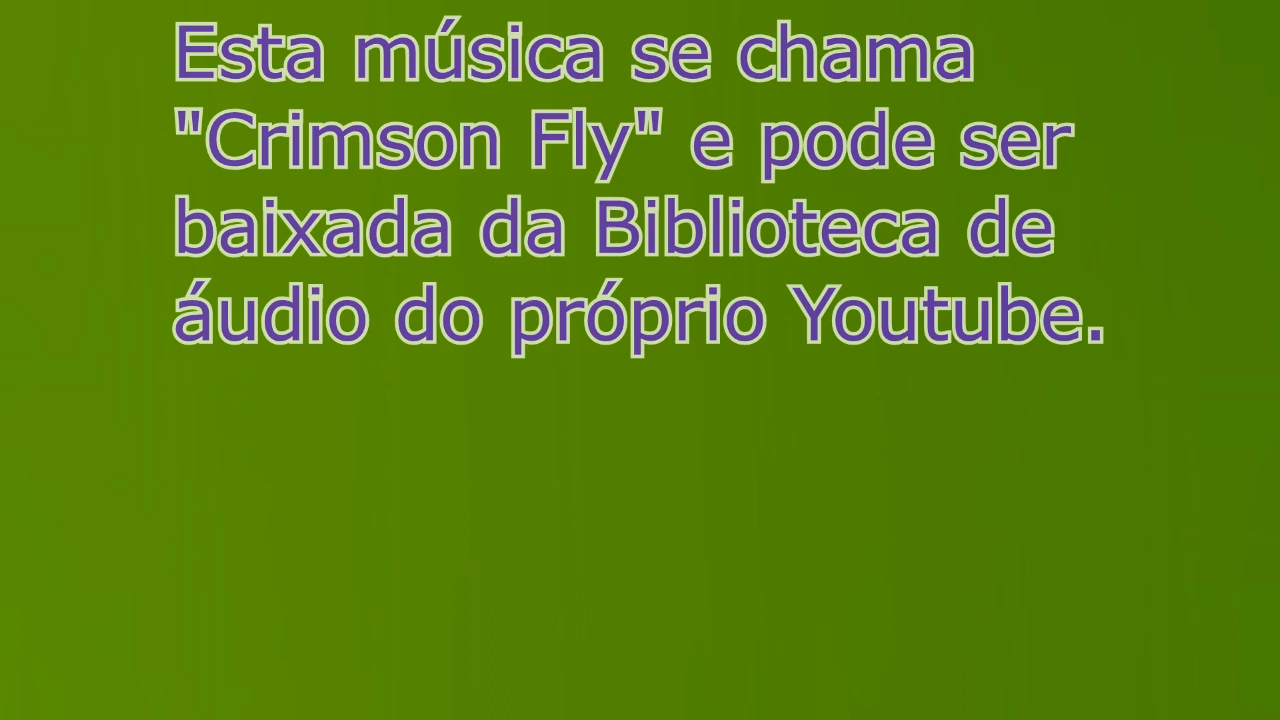 Esta música se chama
"Crimson Fly" e pode ser
baixada da Biblioteca de
áudio do próprio Youtube.